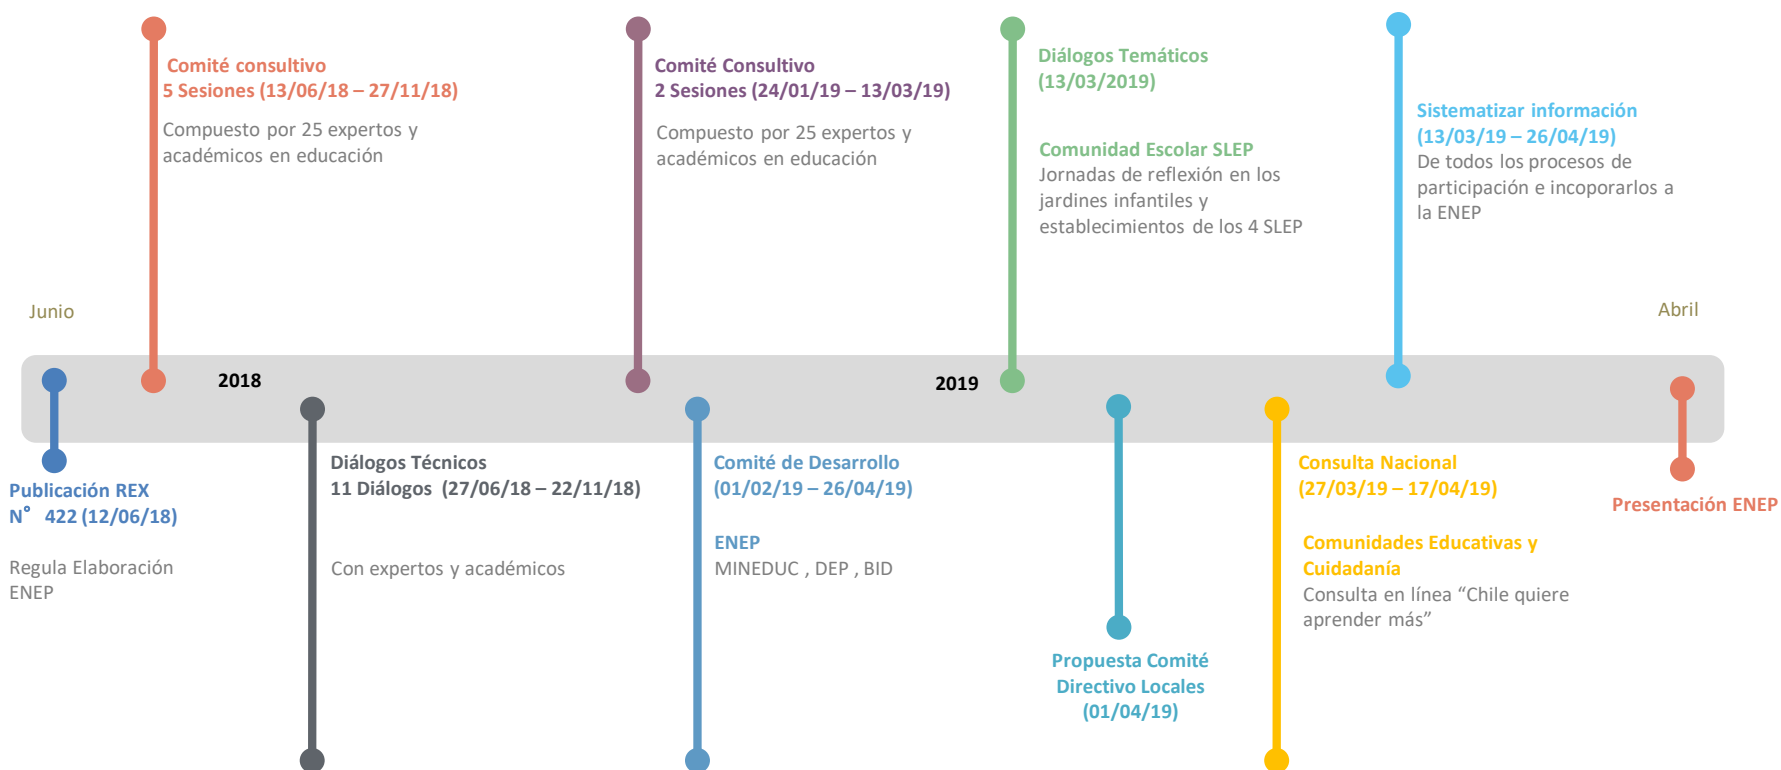 Comité consultivo
5 Sesiones (13/06/18 – 27/11/18)
Compuesto por 25 expertos y
académicos en educación
Comité Consultivo
2 Sesiones (24/01/19 – 13/03/19)
Compuesto por 25 expertos y
académicos en educación
Diálogos Temáticos
(13/03/2019)
Comunidad Escolar SLEP
Jornadas de reflexión en los
jardines infantiles y
establecimientos de los 4 SLEP
Sistematizar información
(13/03/19 – 26/04/19)
De todos los procesos de
participación e incoporarlos a
la ENEP
Junio
Abril
2018
2019
Publicación REX
N° 422 (12/06/18)
Regula Elaboración
ENEP
Diálogos Técnicos
11 Diálogos (27/06/18 – 22/11/18)
Con expertos y académicos
Comité de Desarrollo
(01/02/19 – 26/04/19)
ENEP
MINEDUC , DEP , BID
Propuesta Comité
Directivo Locales
(01/04/19)
Consulta Nacional
(27/03/19 – 17/04/19)
Comunidades Educativas y
Cuidadanía
Consulta en línea “Chile quiere
aprender más”
Presentación ENEP